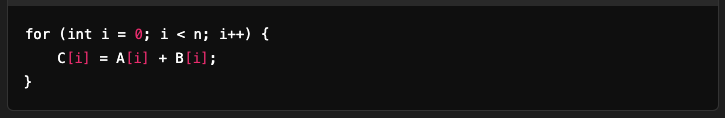 for (int i = 0; i < n; i++) {
    C[i] = A[i] + B[i];
}